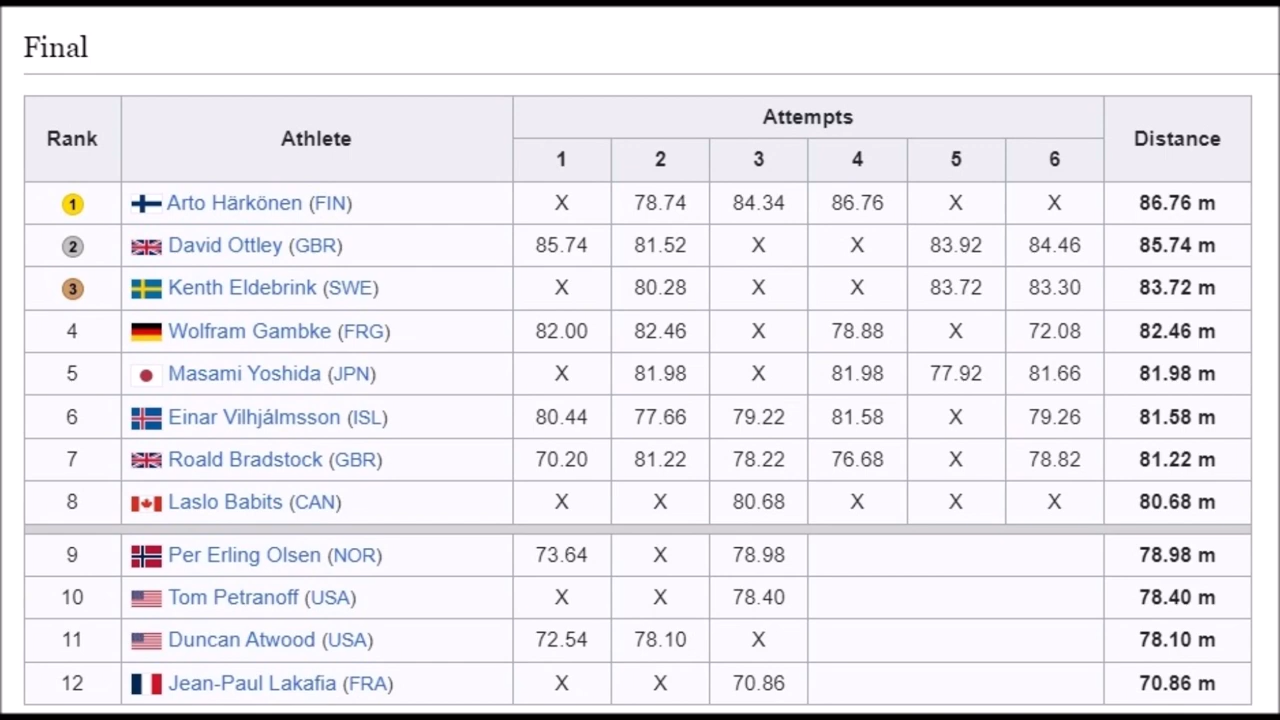 Final
Rank Athlete Attempts Distance
1 2 3 4 5 6
1 Arto Härkönen (FIN) X 78.74 84.34 86.76 X X 86.76 m
2 David Ottley (GBR) 85.74 81.52 X X 83.92 84.46 85.74 m
3 Kenth Eldebrink (SWE) X 80.28 X X 83.72 83.30 83.72 m
4 Wolfram Gambke (FRG) 82.00 82.46 X 78.88 X 72.08 82.46 m
5 Masami Yoshida (JPN) X 81.98 X 81.98 77.92 81.66 81.98 m
6 Einar Vilhjálmsson (ISL) 80.44 77.66 79.22 81.58 X 79.26 81.58 m
7 Roald Bradstock (GBR) 70.20 81.22 78.22 76.68 X 78.82 81.22 m
8 Laslo Babits (CAN) X X 80.68 X X X 80.68 m
9 Per Erling Olsen (NOR) 73.64 X 78.98 78.98 m
10 Tom Petranoff (USA) X X 78.40 78.40 m
11 Duncan Atwood (USA) 72.54 78.10 X 78.10 m
12 Jean-Paul Lakafia (FRA) X X 70.86 70.86 m